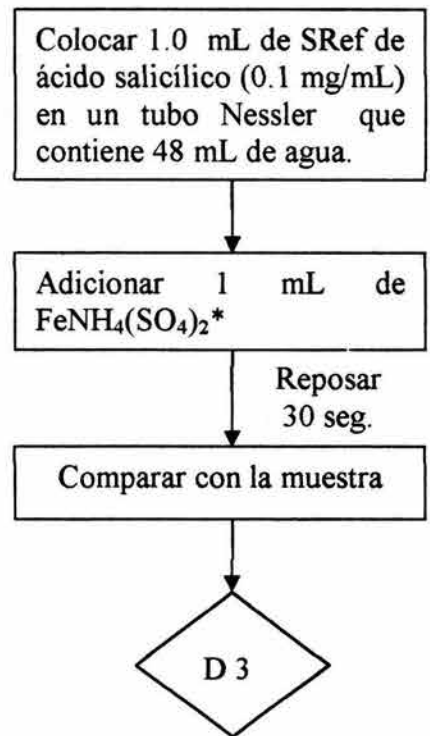 Colocar 1.0 mL de SRef de
ácido salicílico (0.1 mg/mL)
en un tubo Nessler que
contiene 48 mL de agua.
Adicionar 1 mL de
FeNH₄(SO₄)₂*
Reposar
30 seg.
Comparar con la muestra
D 3